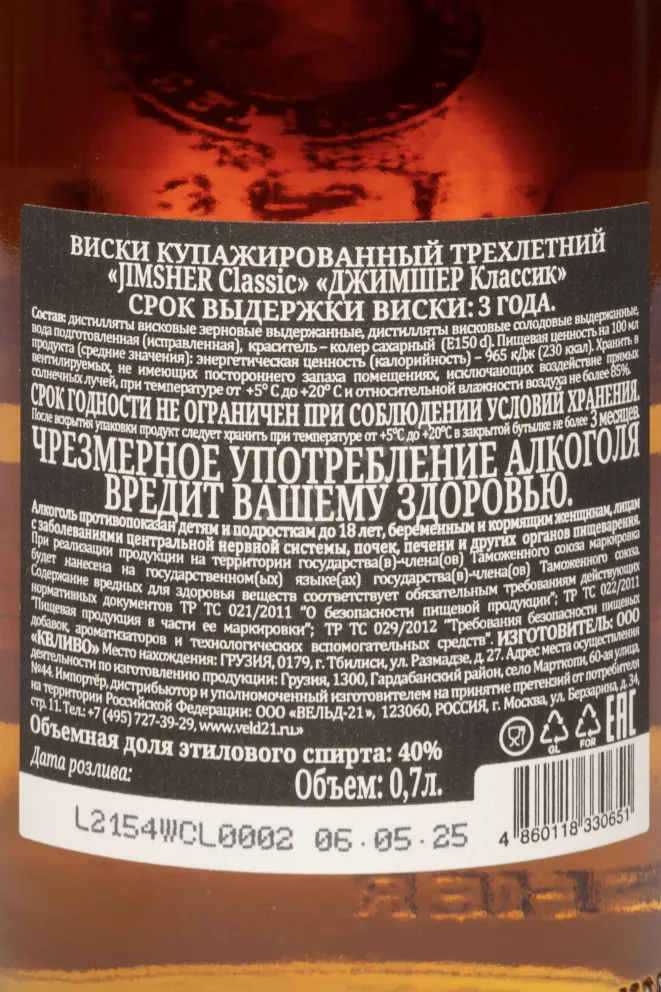 ВИСКИ КУПАЖИРОВАННЫЙ ТРЕХЛЕТНИЙ
«JIMSHER Classic» «ДЖИМШЕР Классик»
СРОК ВЫДЕРЖКИ ВИСКИ: 3 ГОДА.
Состав: дистилляты висковые зерновые выдержанные, дистилляты висковые солодовые выдержанные,
вода подготовленная (исправленная), краситель – колер сахарный (E150 d). Пищевая ценность на 100 мл
продукта (средние значения): энергетическая ценность (калорийность) – 965 кДж (230 ккал). Хранить в
вентилируемых, не имеющих постороннего запаха помещениях, исключающих воздействие прямых
солнечных лучей, при температуре от +5° С до +20° С и относительной влажности воздуха не более 85%.
СРОК ГОДНОСТИ НЕ ОГРАНИЧЕН ПРИ СОБЛЮДЕНИИ УСЛОВИЙ ХРАНЕНИЯ.
После вскрытия упаковки продукт следует хранить при температуре от +5°С до +20°С в закрытой бутылке не более 3 месяцев.
ЧРЕЗМЕРНОЕ УПОТРЕБЛЕНИЕ АЛКОГОЛЯ
ВРЕДИТ ВАШЕМУ ЗДОРОВЬЮ.
Алкоголь противопоказан детям и подросткам до 18 лет, беременным и кормящим женщинам, лицам
с заболеваниями центральной нервной системы, почек, печени и других органов пищеварения.
При реализации продукции на территории государства(в)-члена(ов) Таможенного союза маркировка
будет нанесена на государственном(ых) языке(ах) государства(в)-члена(ов) Таможенного союза.
Содержание вредных для здоровья веществ соответствует обязательным требованиям действующих
нормативных документов ТР ТС 021/2011 "О безопасности пищевой продукции"; ТР ТС 022/2011
"Пищевая продукция в части ее маркировки"; ТР ТС 029/2012 "Требования безопасности пищевых
добавок, ароматизаторов и технологических вспомогательных средств". ИЗГОТОВИТЕЛЬ: ООО
«КВЛИВО» Место нахождения: ГРУЗИЯ, 0179, г. Тбилиси, ул. Размадзе, д. 27. Адрес места осуществления
деятельности по изготовлению продукции: Грузия, 1300, Гардабанский район, село Марткопи, 60-ая улица,
№44. Импортёр, дистрибьютор и уполномоченный изготовителем на принятие претензий от потребителя
на территории Российской Федерации: ООО «ВЕЛЬД-21», 123060, РОССИЯ, г. Москва, ул. Берзарина, д. 34,
стр. 11. Тел.: +7 (495) 727-39-29, www.veld21.ru»
Объемная доля этилового спирта: 40%
Дата розлива:
Объем: 0,7л.
GL
FOR
EAC
L2154WCL0002 06.05.25
4 860118 330651